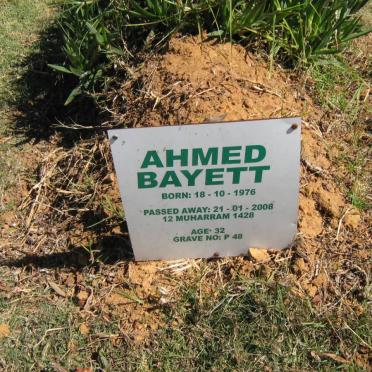 AHMED
BAYETT
BORN: 18 - 10 - 1976
PASSED AWAY: 21 - 01 - 2008
12 MUHARRAM 1428
AGE: 32
GRAVE NO: P 48